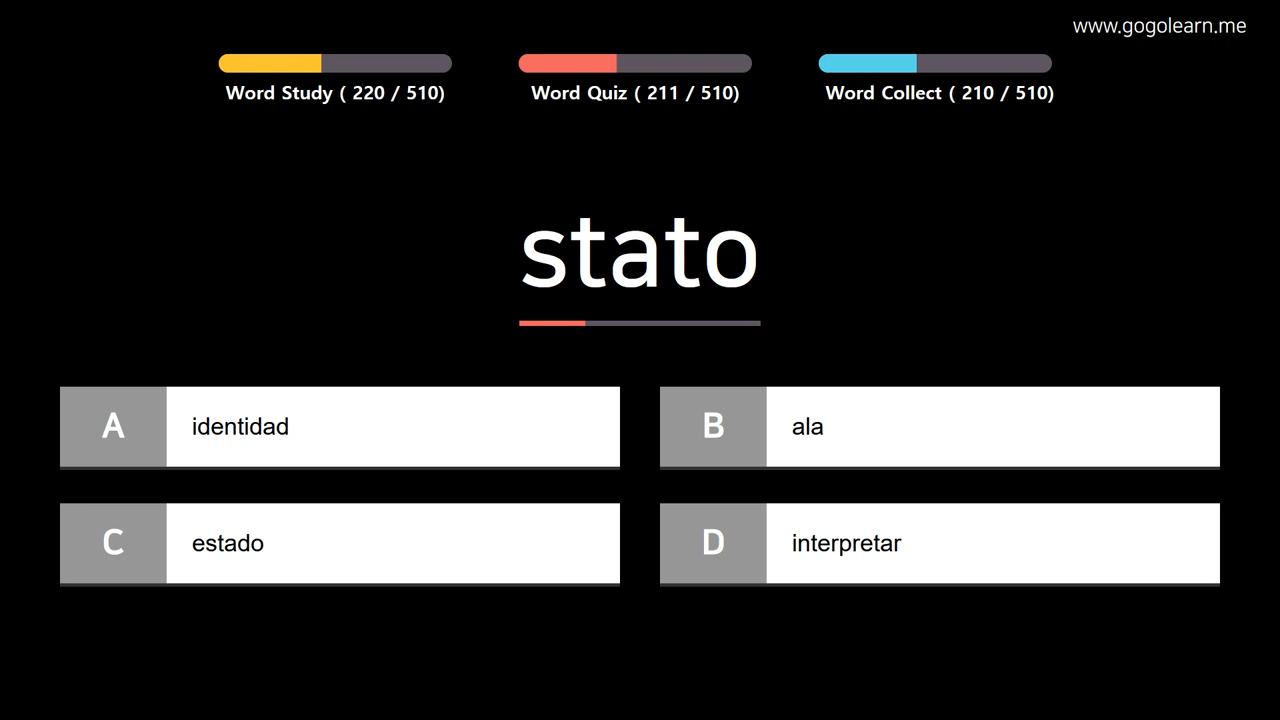 www.gogolearn.me
Word Study ( 220 / 510)
Word Quiz ( 211 / 510)
Word Collect ( 210 / 510)
stato
A identidad
B ala
C estado
D interpretar